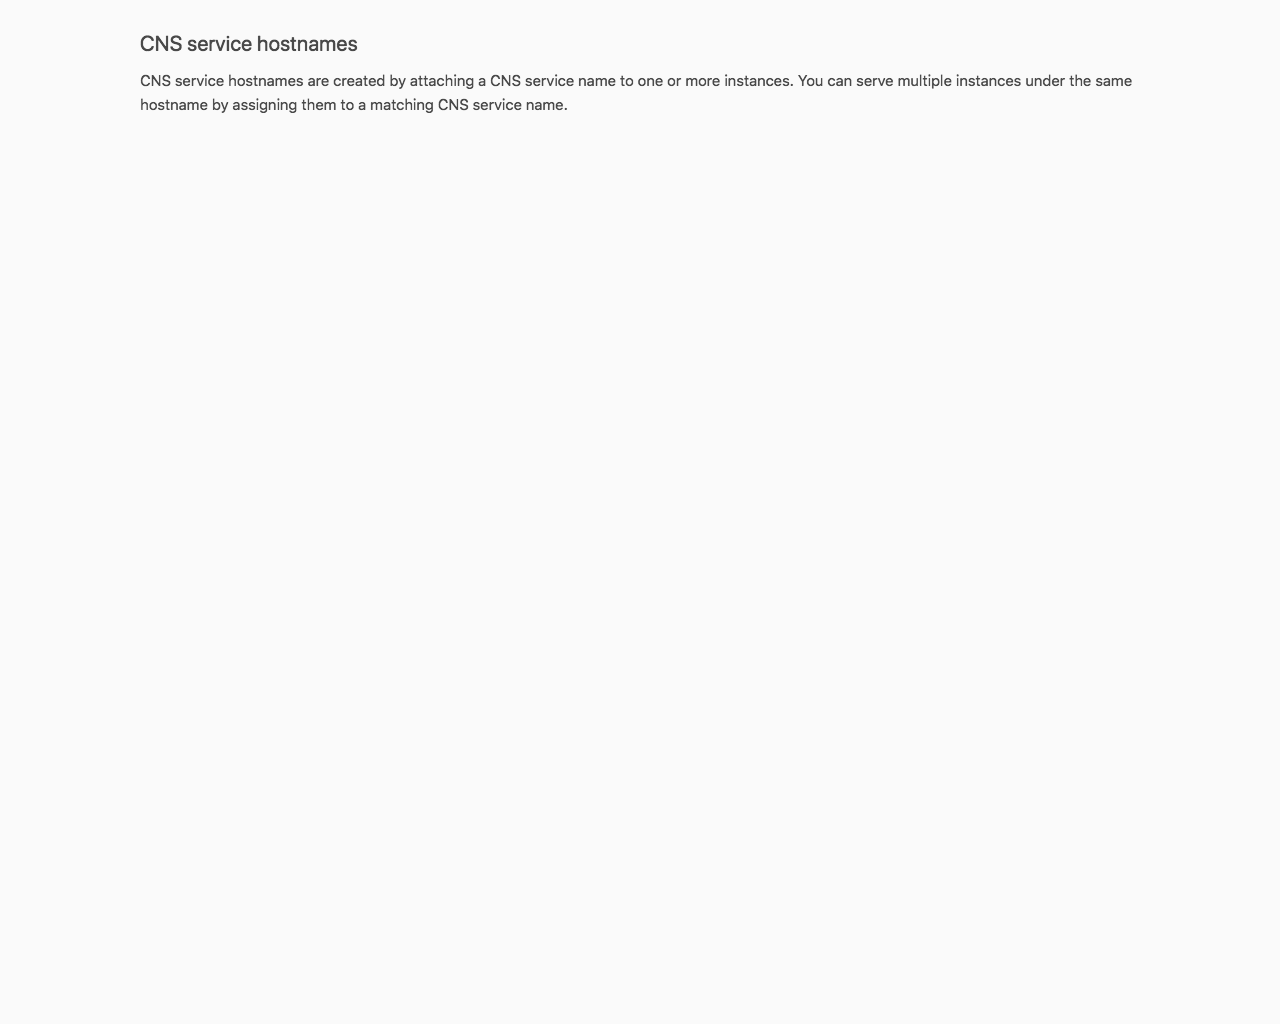 CNS service hostnames
CNS service hostnames are created by attaching a CNS service name to one or more instances. You can serve multiple instances under the same
hostname by assigning them to a matching CNS service name.